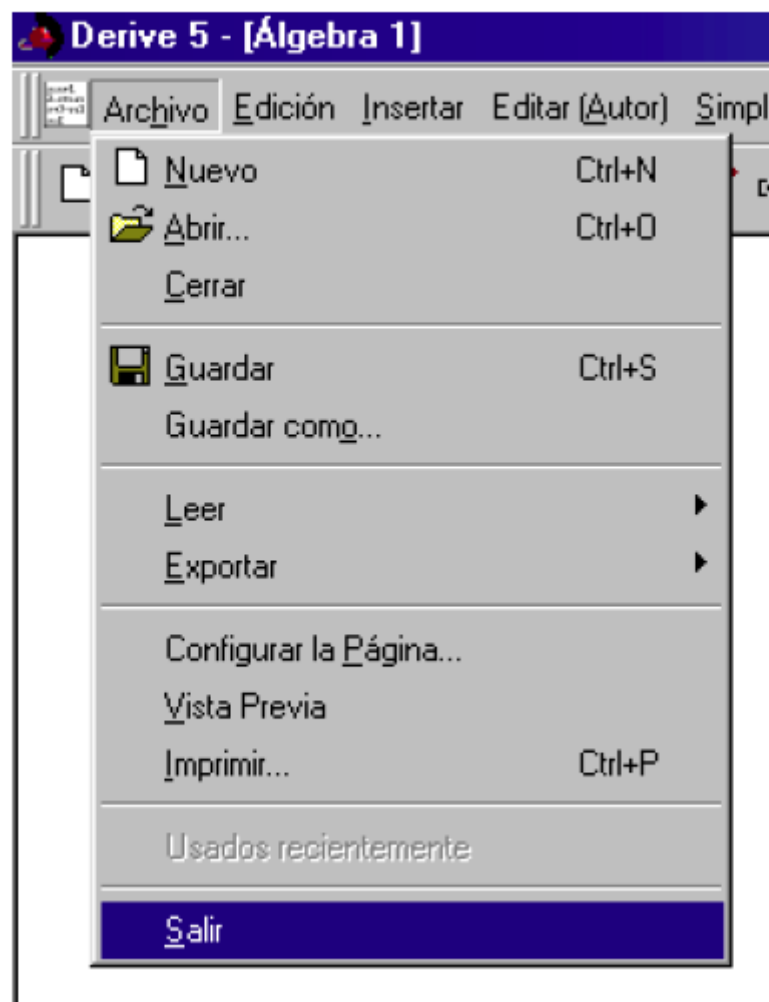 Derive 5 - [Álgebra 1]
Archivo Edición Insertar Editar (Autor) Simpl
Nuevo Ctrl+N
Abrir... Ctrl+O
Cerrar
Guardar Ctrl+S
Guardar como...
Leer
Exportar
Configurar la Página...
Vista Previa
Imprimir... Ctrl+P
Usados recientemente
Salir